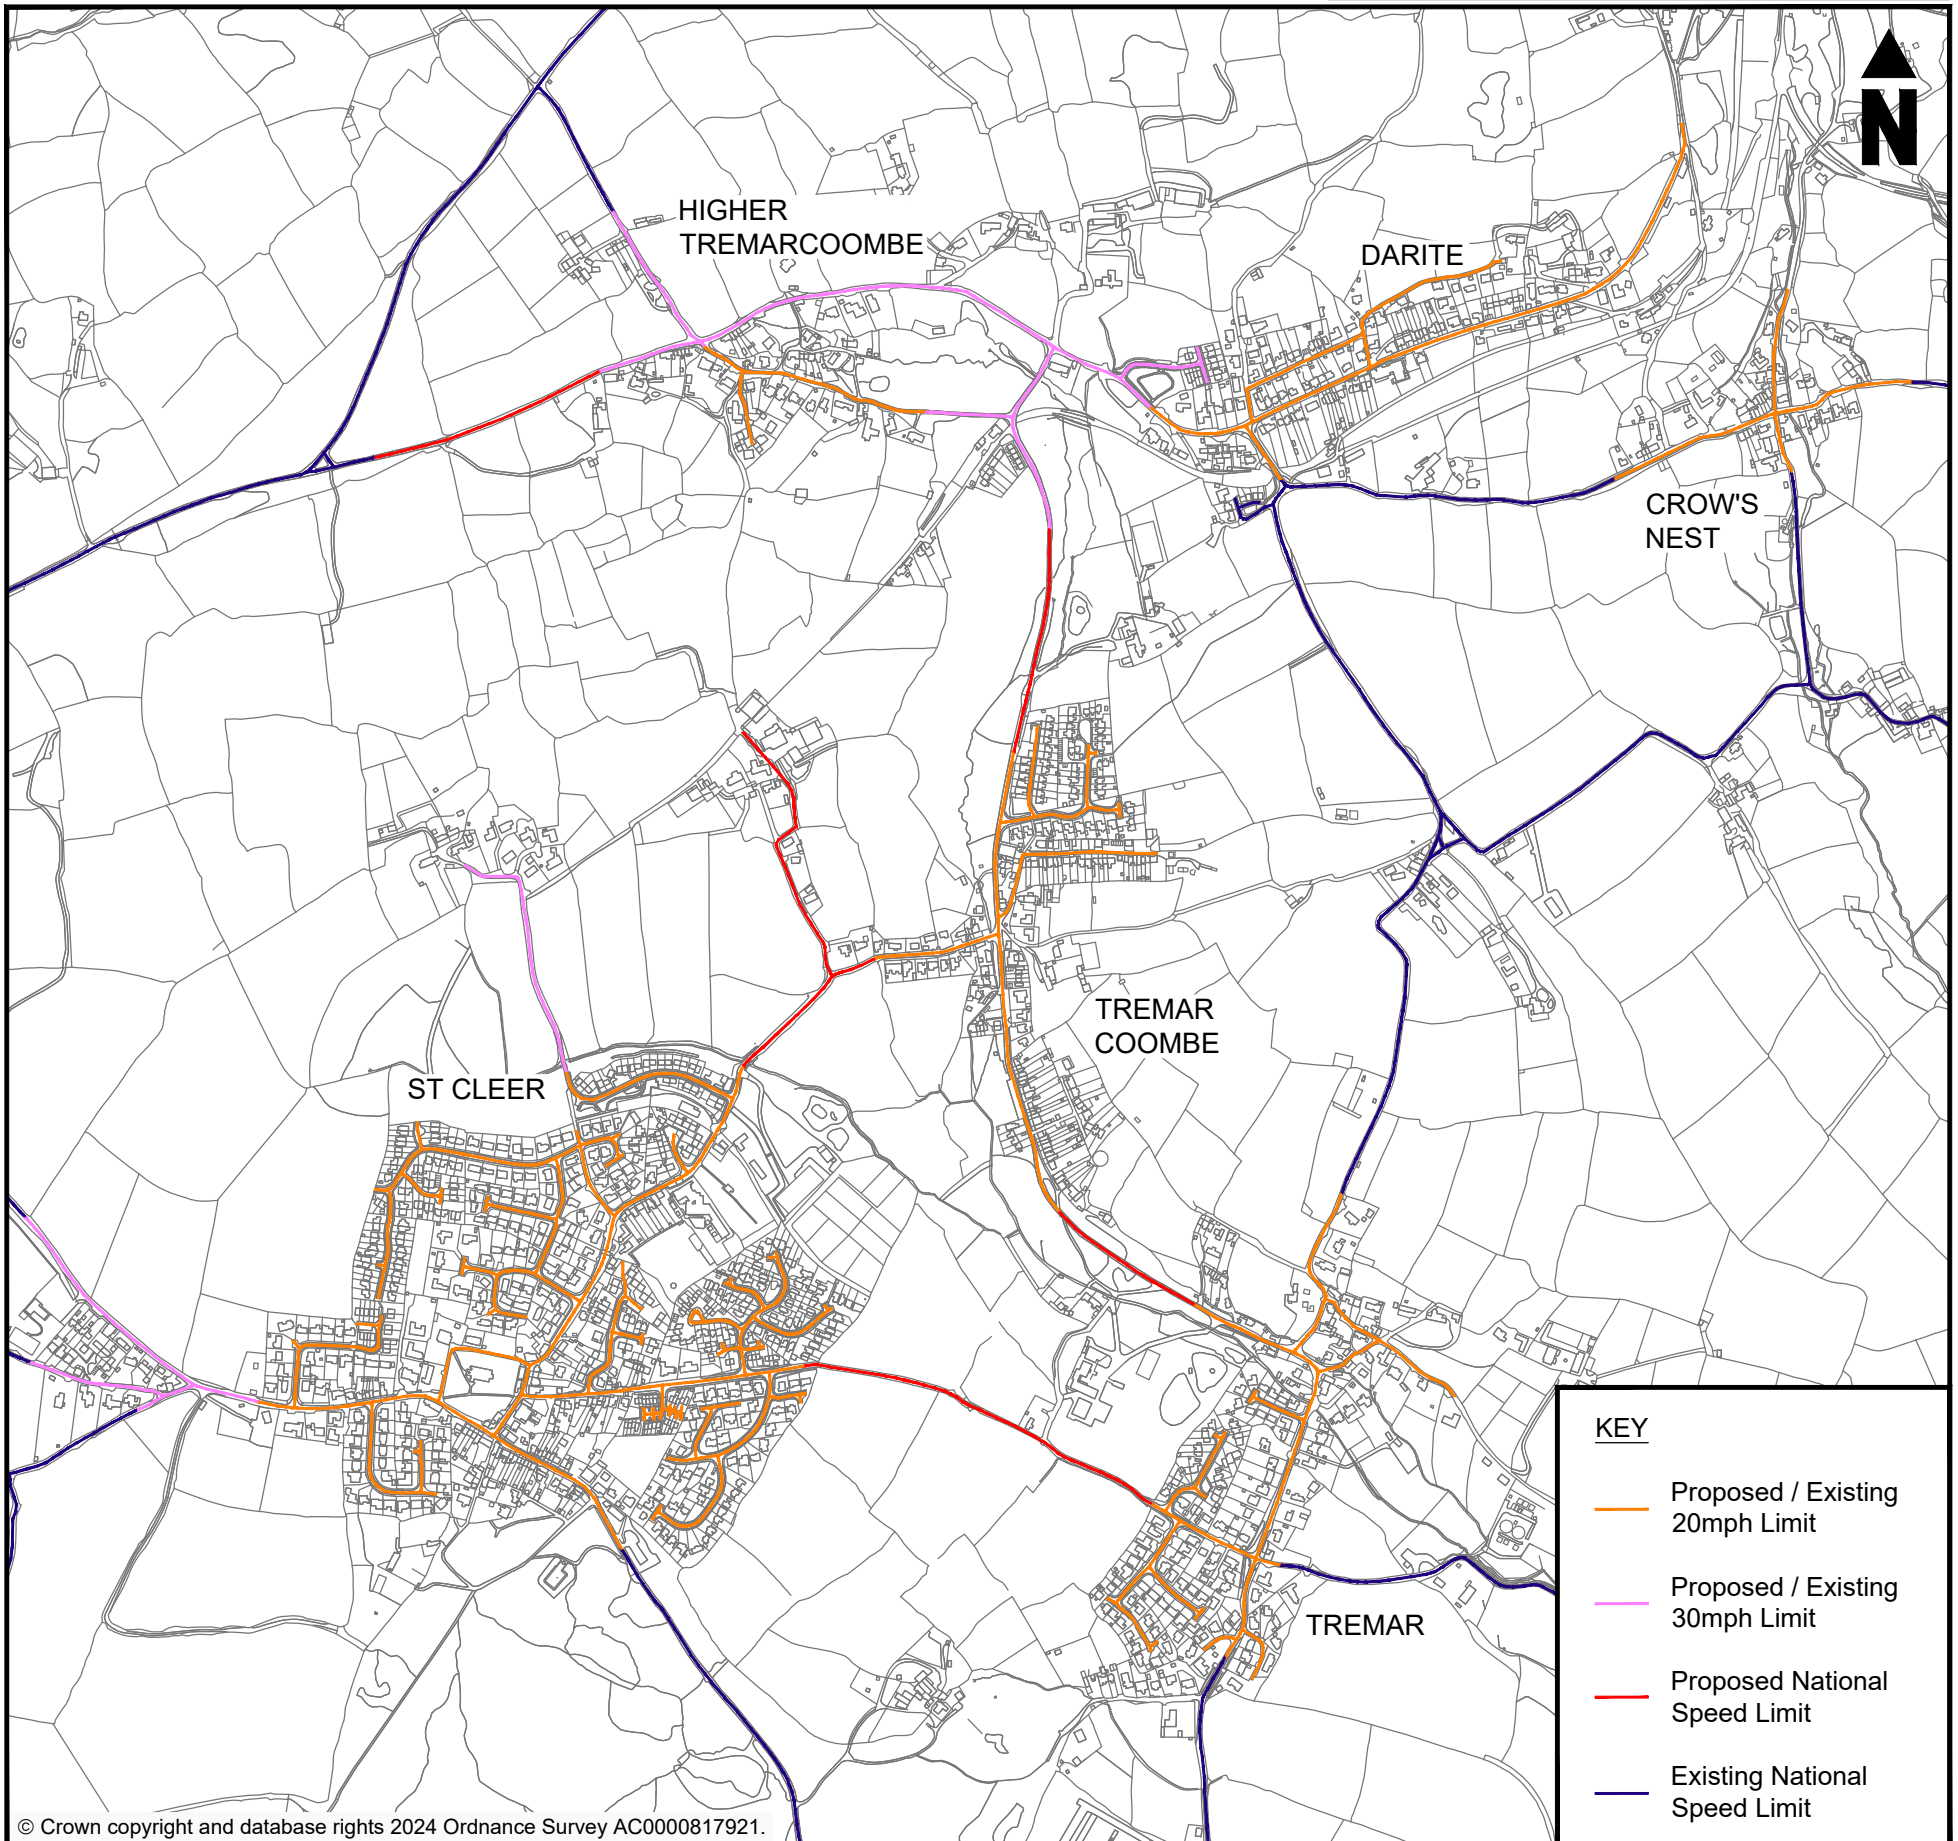 N
HIGHER
TREMARCOOMBE
DARITE
CROW'S
NEST
TREMAR
COOMBE
ST CLEER
TREMAR
KEY
Proposed / Existing
20mph Limit
Proposed / Existing
30mph Limit
Proposed National
Speed Limit
Existing National
Speed Limit
© Crown copyright and database rights 2024 Ordnance Survey AC0000817921.